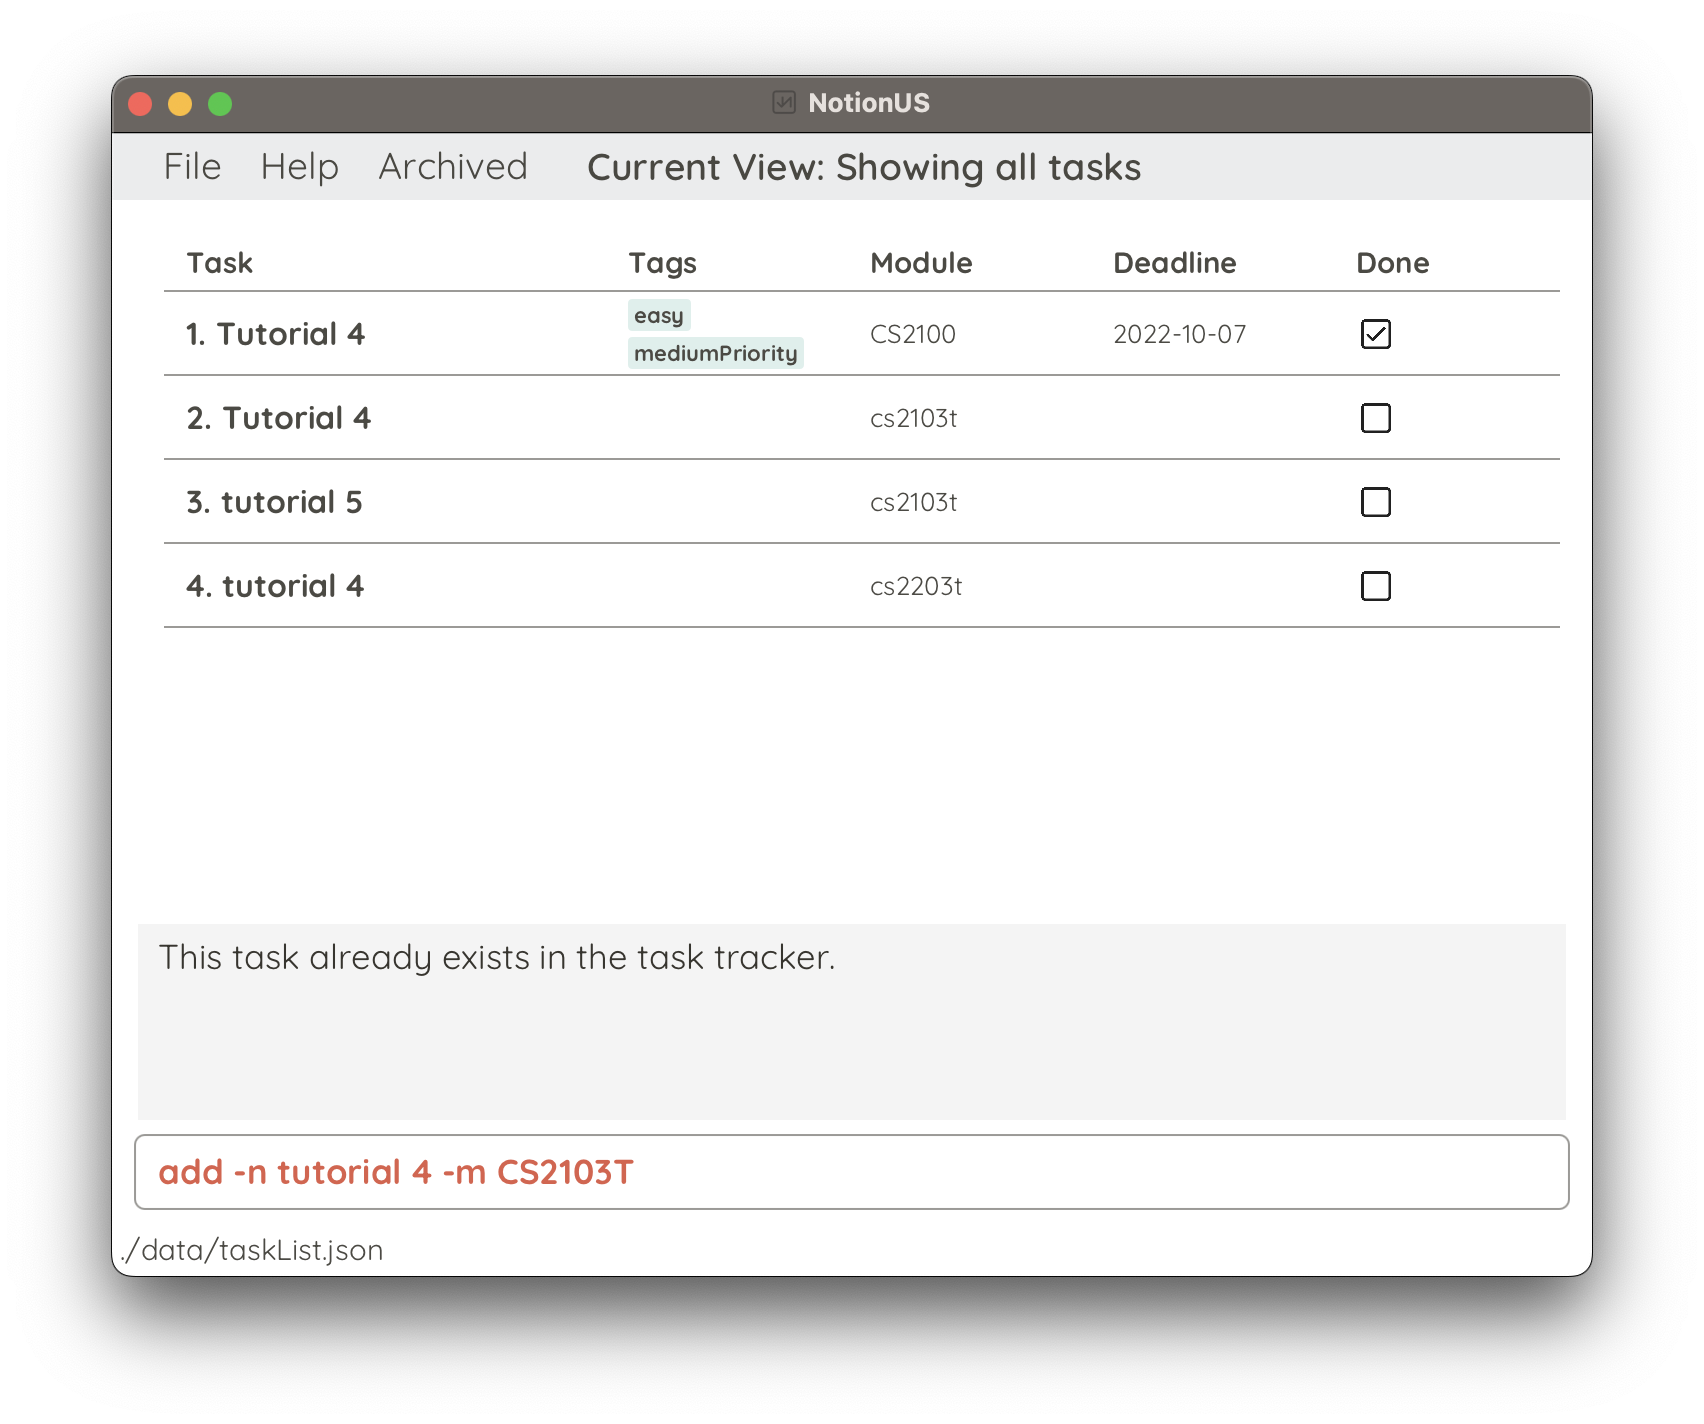 NotionUS
File Help Archived Current View: Showing all tasks
Task Tags Module Deadline Done
1. Tutorial 4 easy mediumPriority CS2100 2022-10-07
2. Tutorial 4 cs2103t
3. tutorial 5 cs2103t
4. tutorial 4 cs2203t
This task already exists in the task tracker.
add -n tutorial 4 -m CS2103T
./data/taskList.json